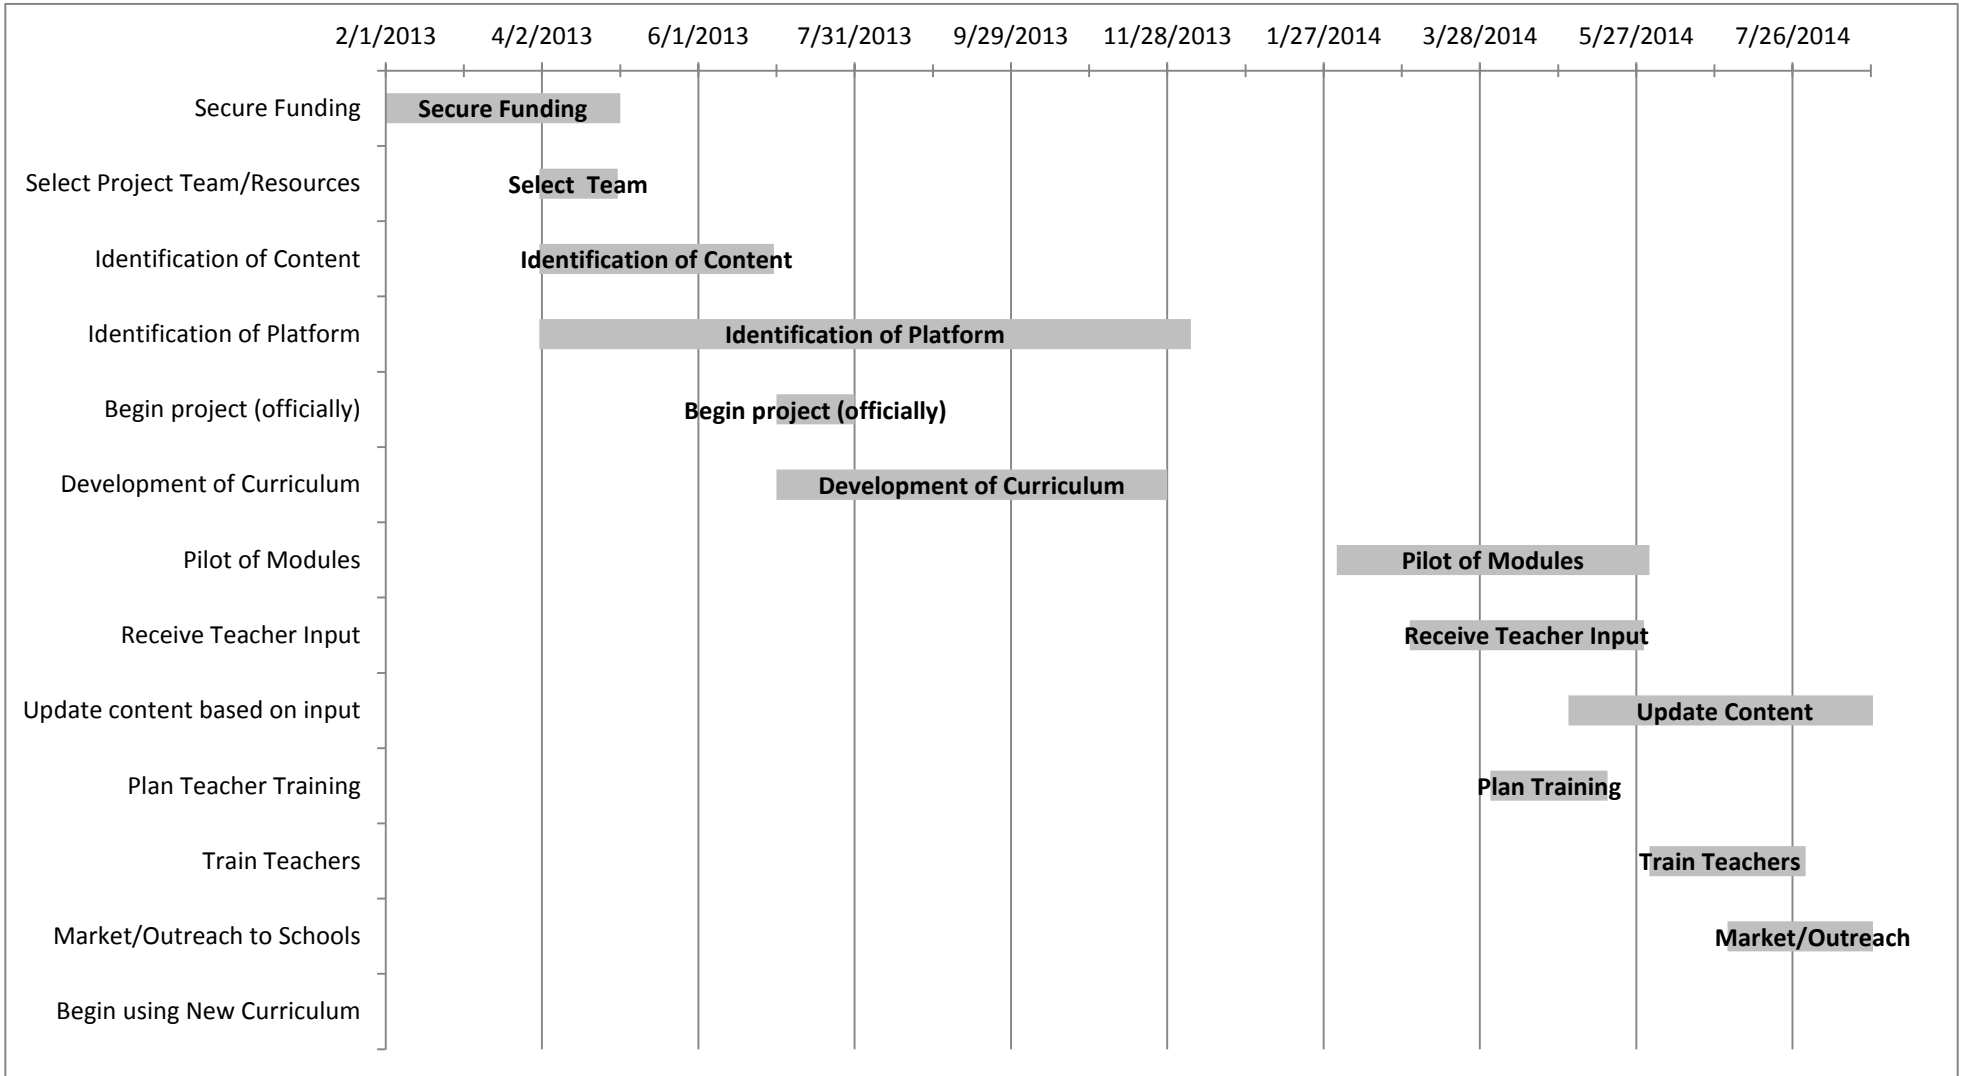 2/1/2013 4/2/2013 6/1/2013 7/31/2013 9/29/2013 11/28/2013 1/27/2014 3/28/2014 5/27/2014 7/26/2014
Secure Funding Secure Funding
Select Project Team/Resources Select  Team
Identification of Content Identification of Content
Identification of Platform Identification of Platform
Begin project (officially) Begin project (officially)
Development of Curriculum Development of Curriculum
Pilot of Modules Pilot of Modules
Receive Teacher Input Receive Teacher Input
Update content based on input Update Content
Plan Teacher Training Plan Training
Train Teachers Train Teachers
Market/Outreach to Schools Market/Outreach
Begin using New Curriculum